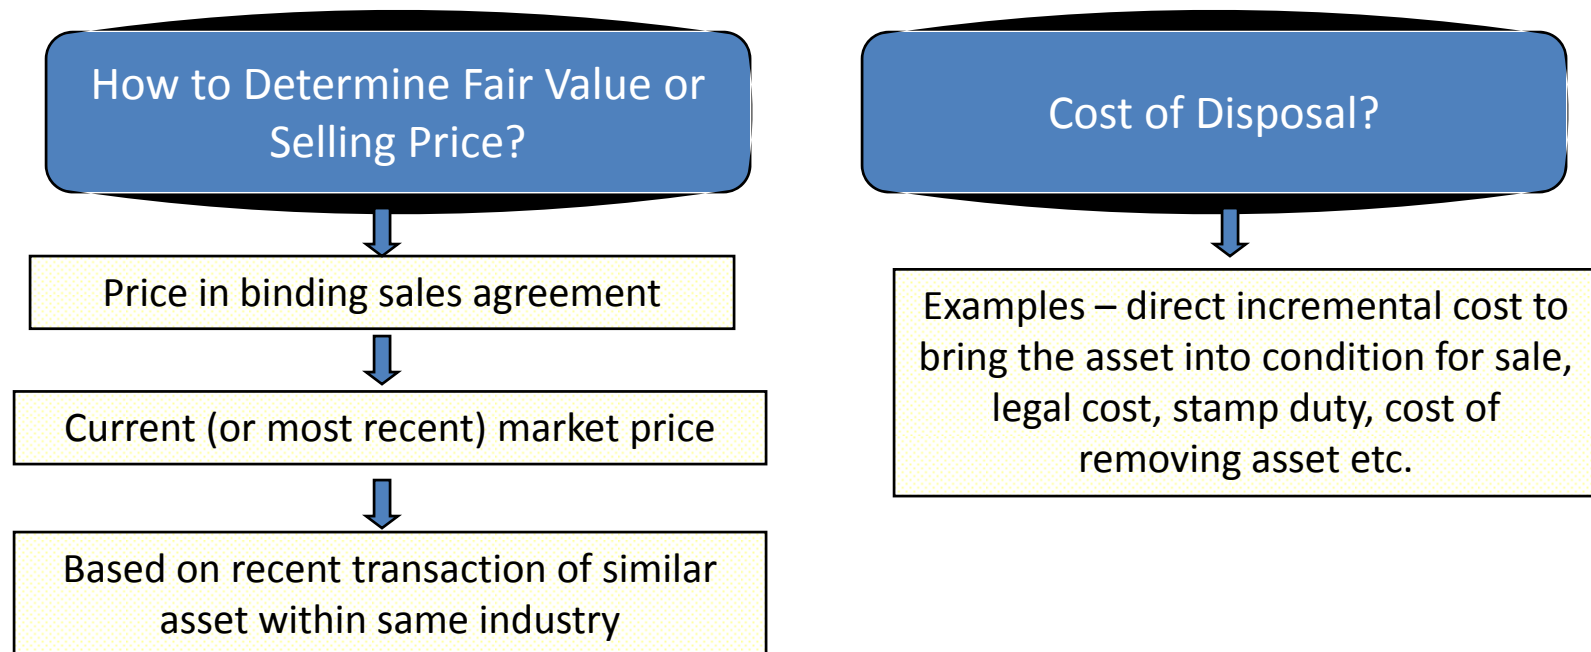 How to Determine Fair Value or
Selling Price?
Price in binding sales agreement
Current (or most recent) market price
Based on recent transaction of similar
asset within same industry
Cost of Disposal?
Examples – direct incremental cost to
bring the asset into condition for sale,
legal cost, stamp duty, cost of
removing asset etc.